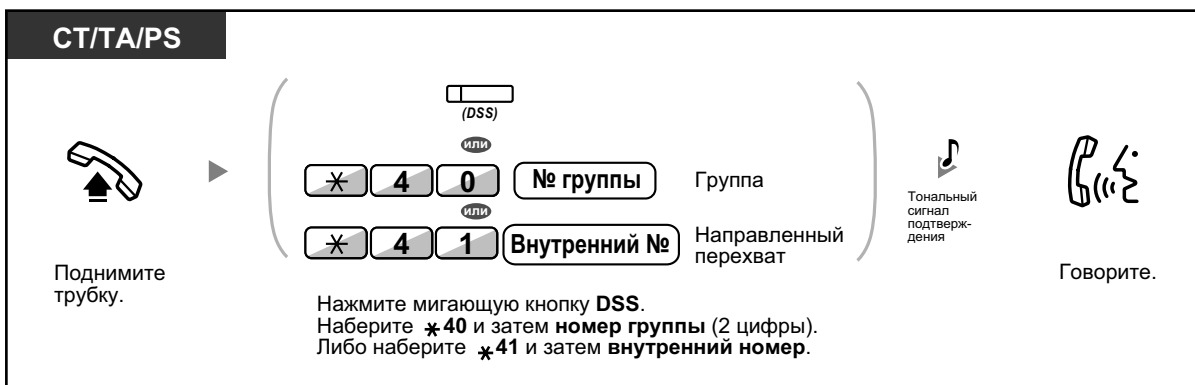 CT/TA/PS
(DSS)
или
* 4 0 № группы Группа
или
* 4 1 Внутренний № Направленный
перехват
Тональный
сигнал
подтверж-
дения
Поднимите
трубку.
Говорите.
Нажмите мигающую кнопку DSS.
Наберите *40 и затем номер группы (2 цифры).
Либо наберите *41 и затем внутренний номер.